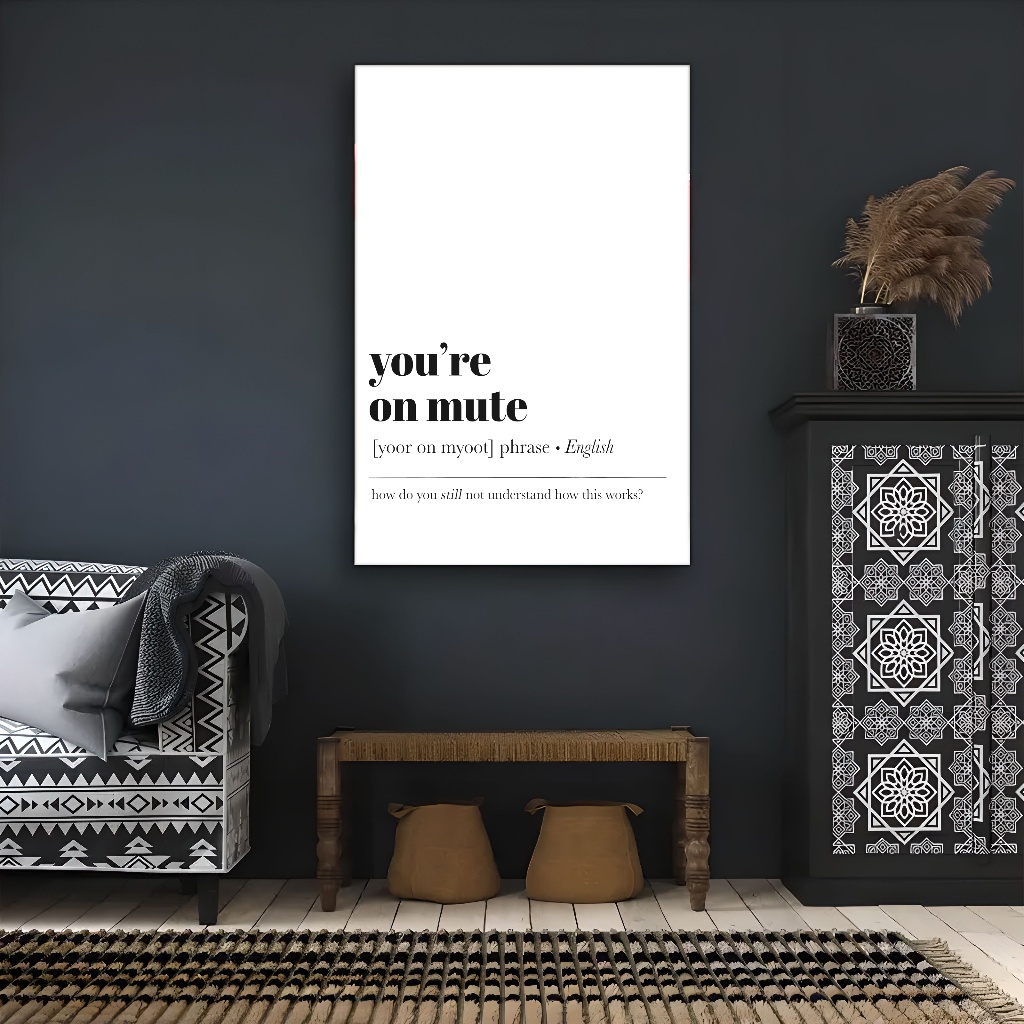 you're
on mute
[yoor on myoot] phrase • English
how do you still not understand how this works?